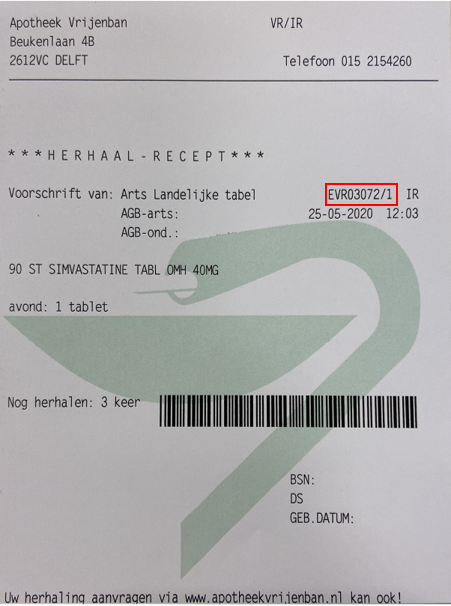 Apotheek Vrijenban VR/IR
Beukenlaan 4B
2612VC DELFT Telefoon 015 2154260
***HERHAAL-RECEPT***
Voorschrift van: Arts Landelijke tabel EVR03072/1 IR
AGB-arts: 25-05-2020 12:03
AGB-ond.:
90 ST SIMVASTATINE TABL OMH 40MG
avond: 1 tablet
Nog herhalen: 3 keer
BSN:
DS
GEB.DATUM:
Uw herhaling aanvragen via www.apotheekvrijenban.nl kan ook!